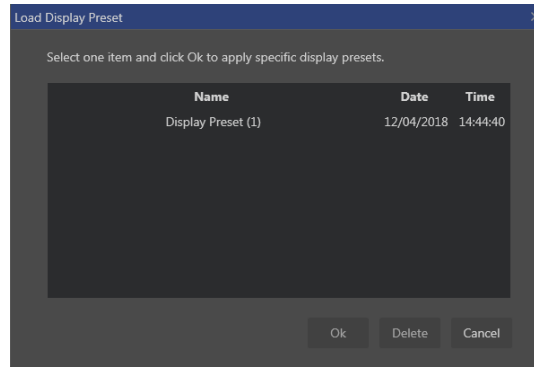 Load Display Preset
Select one item and click Ok to apply specific display presets.
Name Date Time
Display Preset (1) 12/04/2018 14:44:40
Ok Delete Cancel